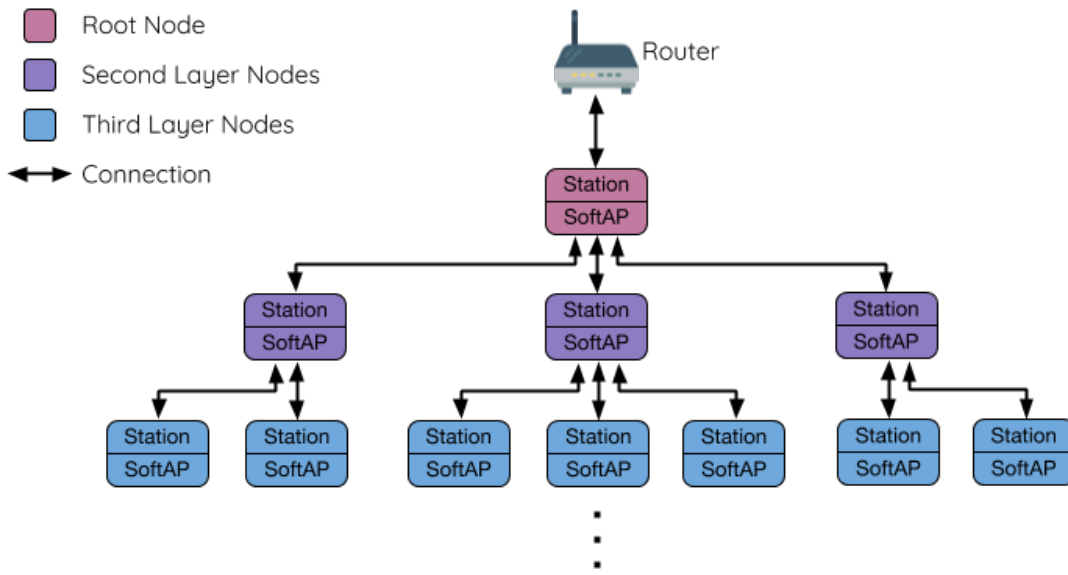 Root Node
Second Layer Nodes
Third Layer Nodes
Connection
Router
Station
SoftAP
Station
SoftAP
Station
SoftAP
Station
SoftAP
Station
SoftAP
Station
SoftAP
Station
SoftAP
Station
SoftAP
Station
SoftAP
Station
SoftAP
Station
SoftAP